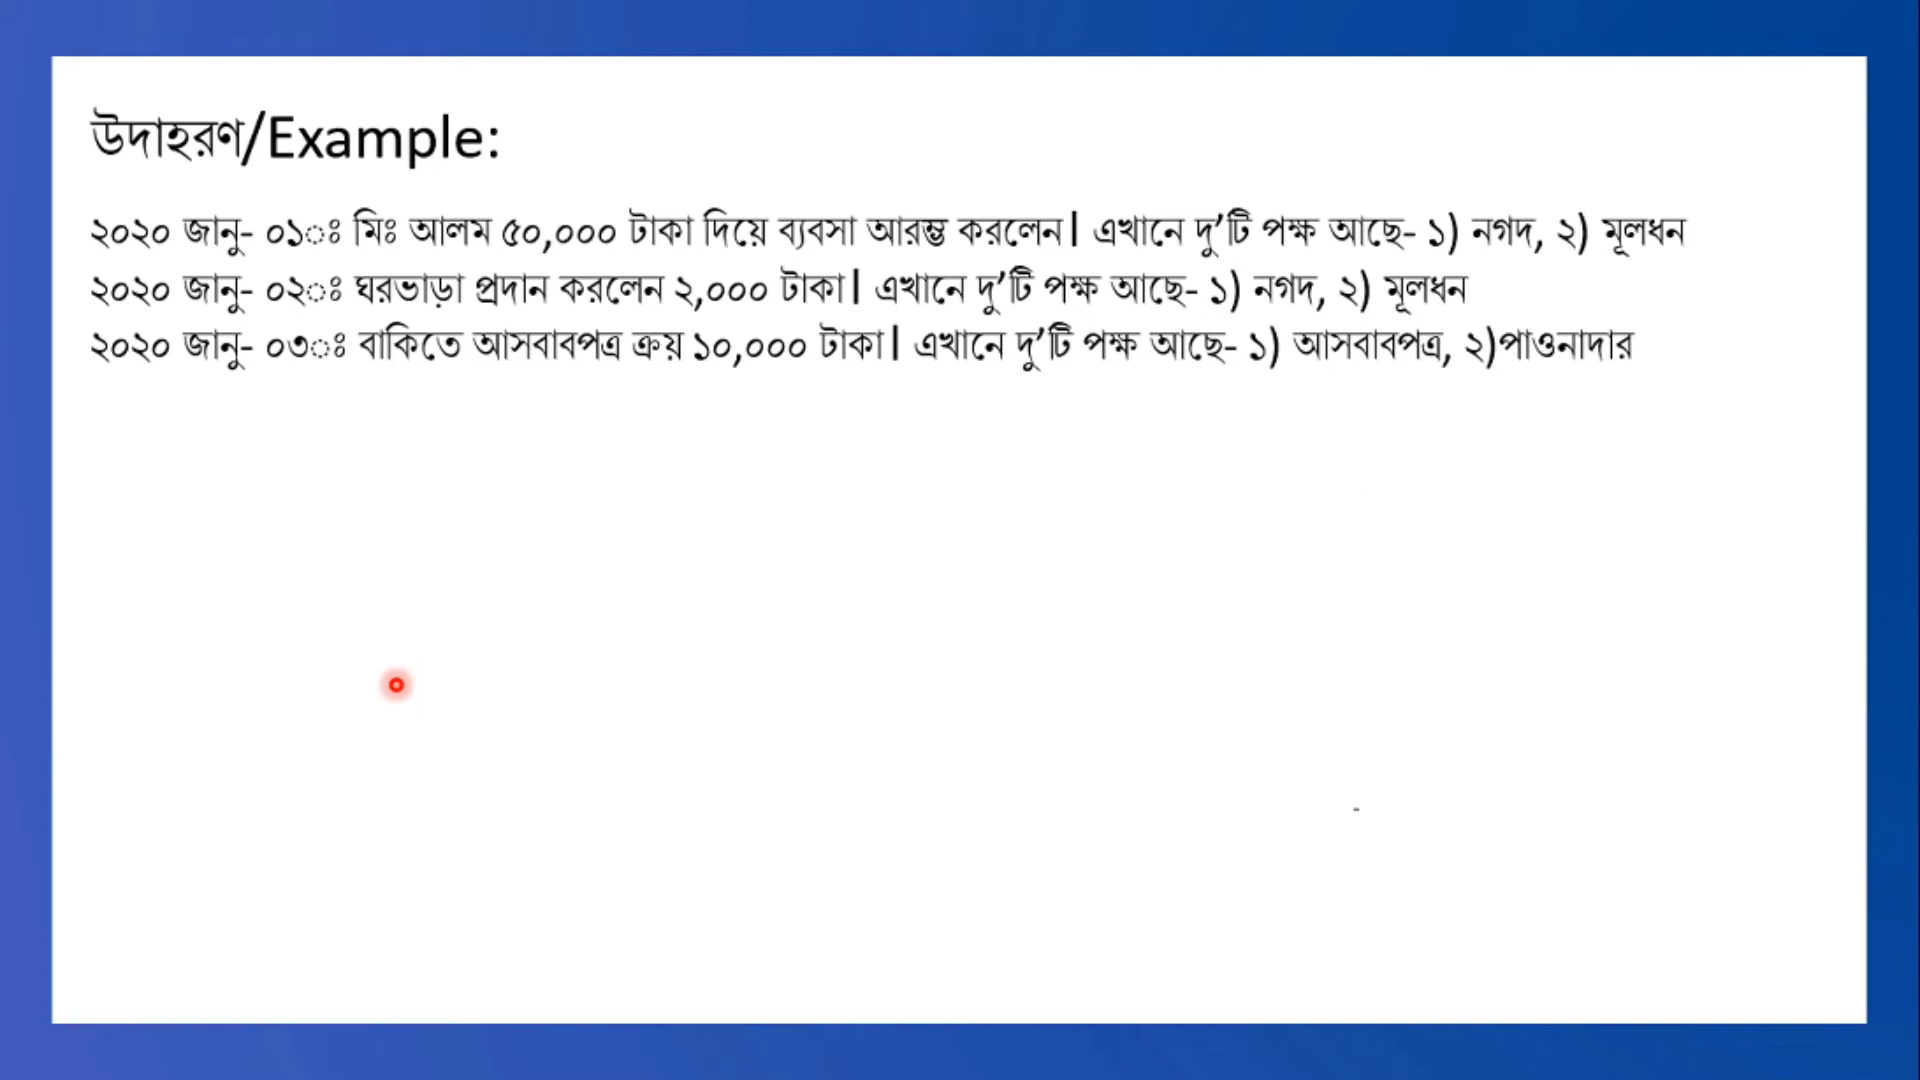 উদাহরণ/Example:
২০২০ জানু- ০১ঃ মিঃ আলম ৫০,০০০ টাকা দিয়ে ব্যবসা আরম্ভ করলেন। এখানে দু’টি পক্ষ আছে- ১) নগদ, ২) মূলধন
২০২০ জানু- ০২ঃ ঘরভাড়া প্রদান করলেন ২,০০০ টাকা। এখানে দু’টি পক্ষ আছে- ১) নগদ, ২) মূলধন
২০২০ জানু- ০৩ঃ বাকিতে আসবাবপত্র ক্রয় ১০,০০০ টাকা। এখানে দু’টি পক্ষ আছে- ১) আসবাবপত্র, ২)পাওনাদার